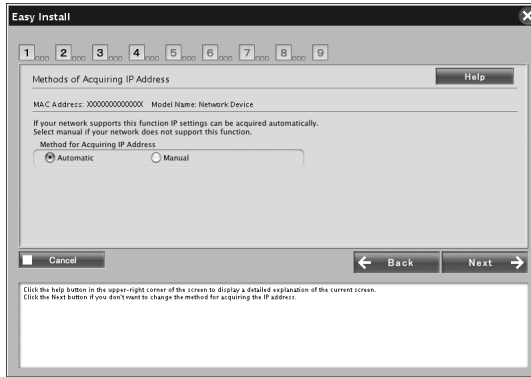 Easy Install
1 2 3 4 5 6 7 8 9
Methods of Acquiring IP Address
Help
MAC Address: XXXXXXXXXXXXXX Model Name: Network Device
If your network supports this function IP settings can be acquired automatically.
Select manual if your network does not support this function.
Method for Acquiring IP Address
Automatic Manual
Cancel Back Next
Click the help button in the upper-right corner of the screen to display a detailed explanation of the current screen.
Click the Next button if you don't want to change the method for acquiring the IP address.